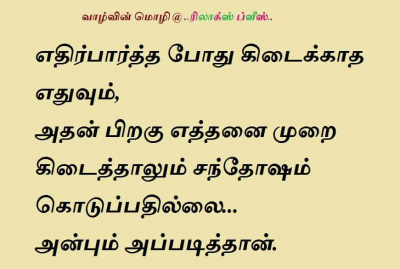 வாழ்வின் மொழி @..ரிலாக்ஸ் ப்ளீஸ்..
எதிர்பார்த்த போது கிடைக்காத
எதுவும்,
அதன் பிறகு எத்தனை முறை
கிடைத்தாலும் சந்தோஷம்
கொடுப்பதில்லை...
அன்பும் அப்படித்தான்.